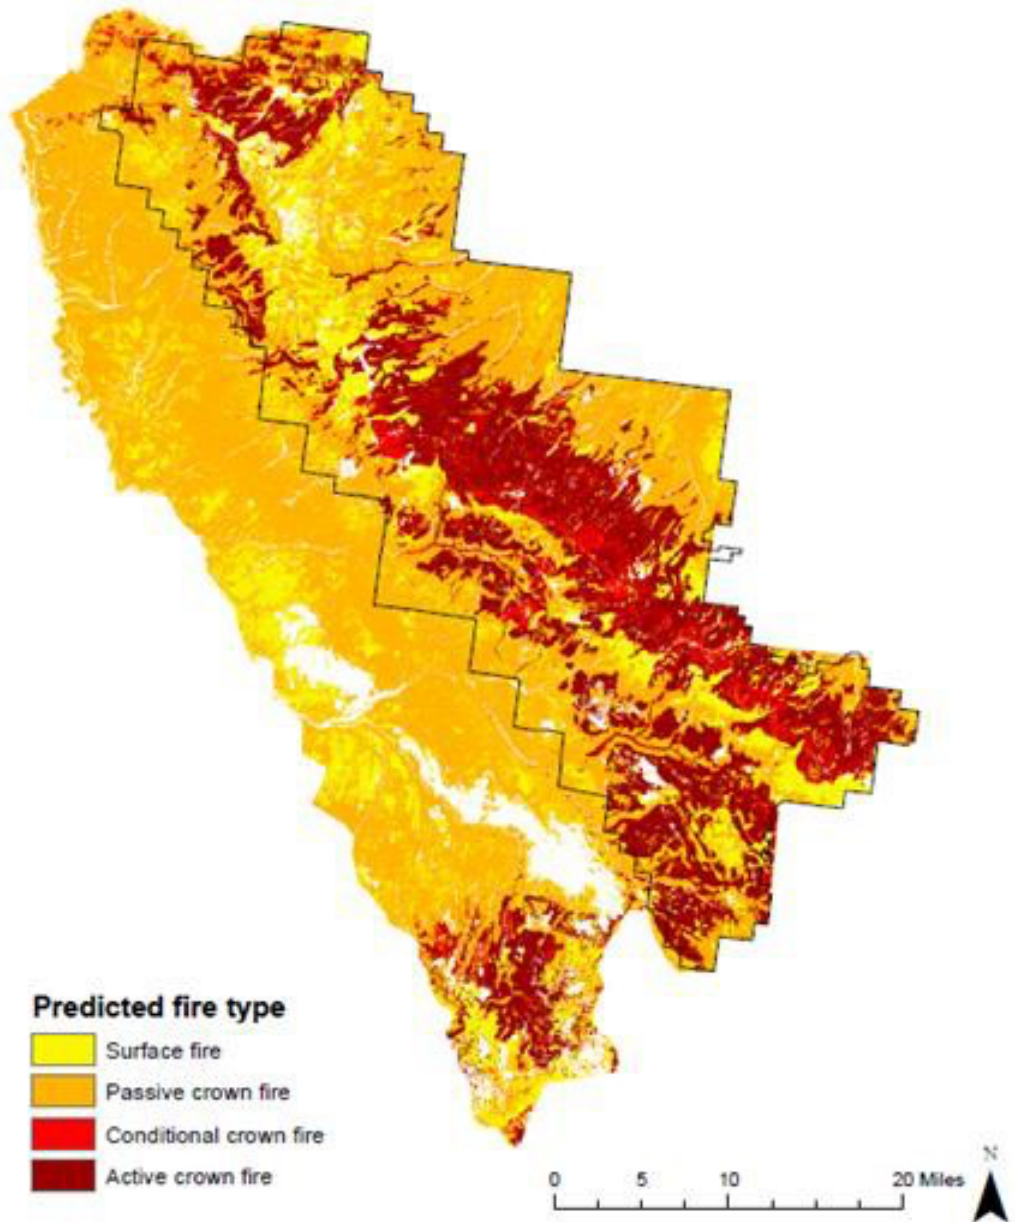 Predicted fire type
Surface fire
Passive crown fire
Conditional crown fire
Active crown fire
0 5 10 20 Miles
N